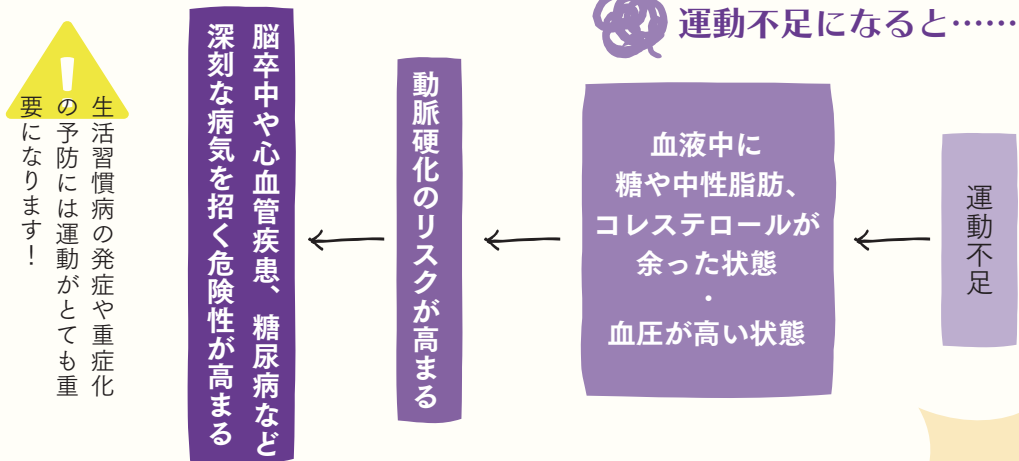 運動不足になると……
運動不足
血液中に
糖や中性脂肪、
コレステロールが
余った状態
・
血圧が高い状態
動脈硬化のリスクが高まる
脳卒中や心血管疾患、糖尿病など
深刻な病気を招く危険性が高まる
!
生活習慣病の発症や重症化
の予防には運動がとても重
要になります！